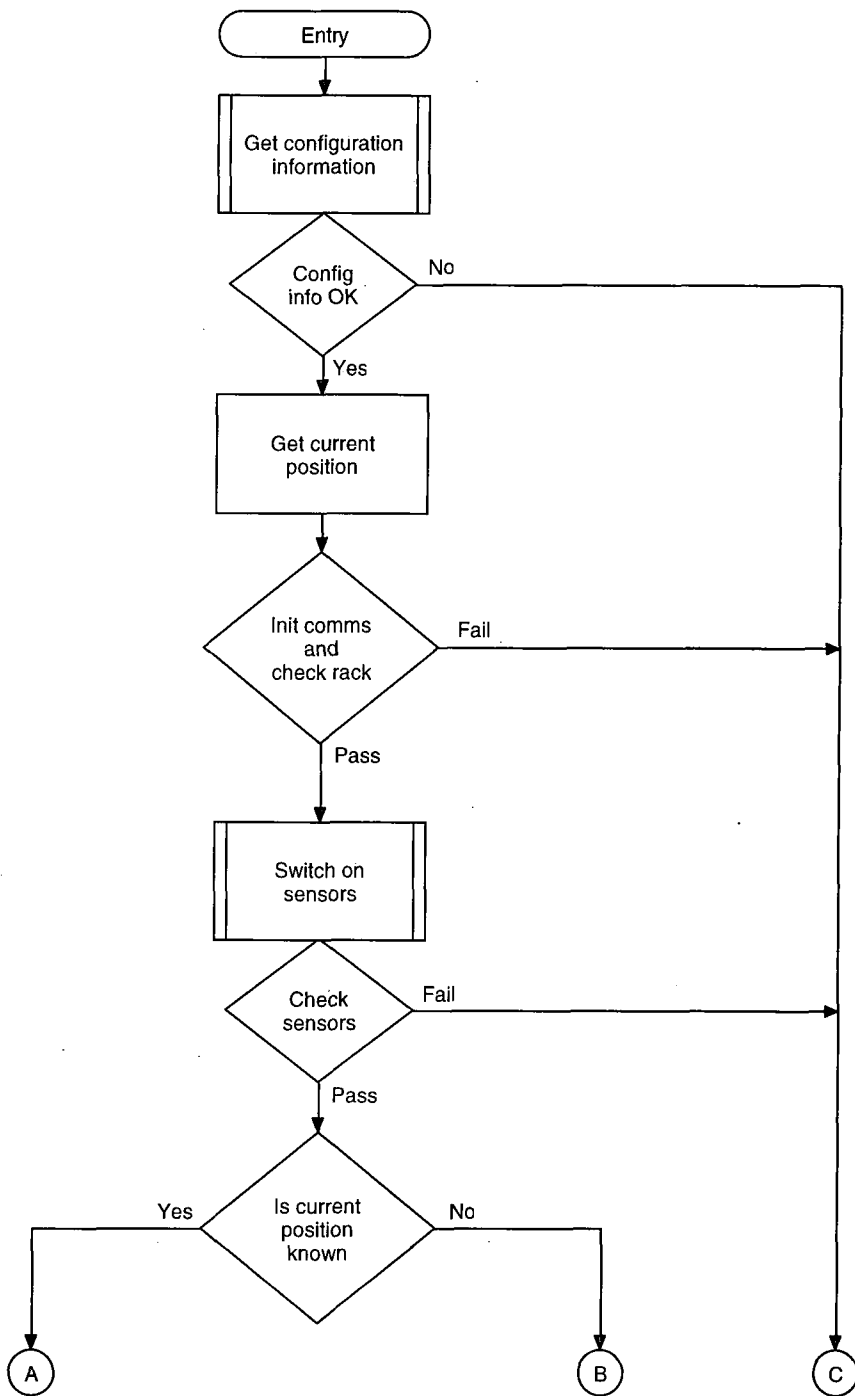 Entry
Get configuration
information
Config
info OK
No
Yes
Get current
position
Init comms
and
check rack
Fail
Pass
Switch on
sensors
Check
sensors
Fail
Pass
Is current
position
known
Yes
No
A
B
C